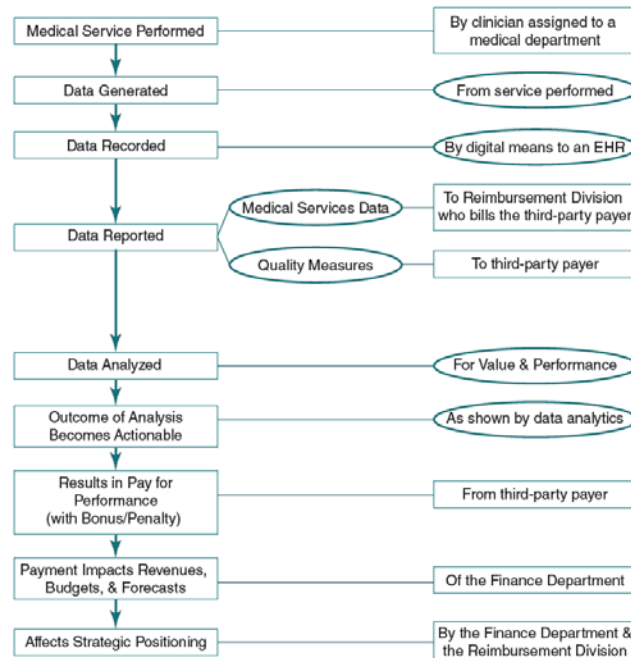 Medical Service Performed
By clinician assigned to a
medical department
Data Generated
From service performed
Data Recorded
By digital means to an EHR
Data Reported
Medical Services Data
To Reimbursement Division
who bills the third-party payer
Quality Measures
To third-party payer
Data Analyzed
For Value & Performance
Outcome of Analysis
Becomes Actionable
As shown by data analytics
Results in Pay for
Performance
(with Bonus/Penalty)
From third-party payer
Payment Impacts Revenues,
Budgets, & Forecasts
Of the Finance Department
Affects Strategic Positioning
By the Finance Department &
the Reimbursement Division